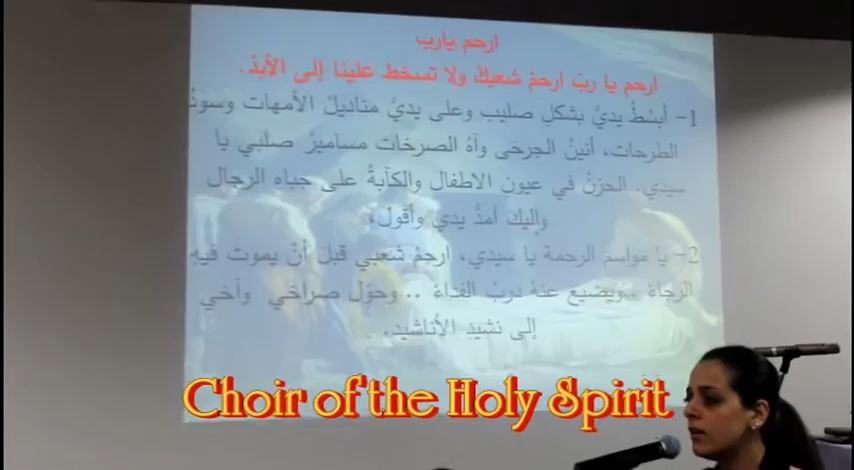 ارحم يارب
ارحم يا ربّ ارحمْ شعبكَ ولا تسخط علينا إلى الأبدْ.
1- أبسُطُ يديَّ بشكلِ صليب وعلى يديَّ مناديلُ الأمهات وسودُ
الطرحات، أنينُ الجرحى وآهُ الصرخات مساميرُ صلبي يا
سيدي. الحزنُ في عيون الاطفال والكآبةُ على جباهِ الرجال
وإليك أمدُّ يدي وأقول،
2- يا مواسم الرحمة يا سيدي، ارحمْ شعبي قبل أنْ يموت فيهِ
الرجاءْ ..ويضيع عنهُ دربُ الفداءْ .. وحوّل صراخي وآخي
إلى نشيد الأناشيد.
Choir of the Holy Spirit